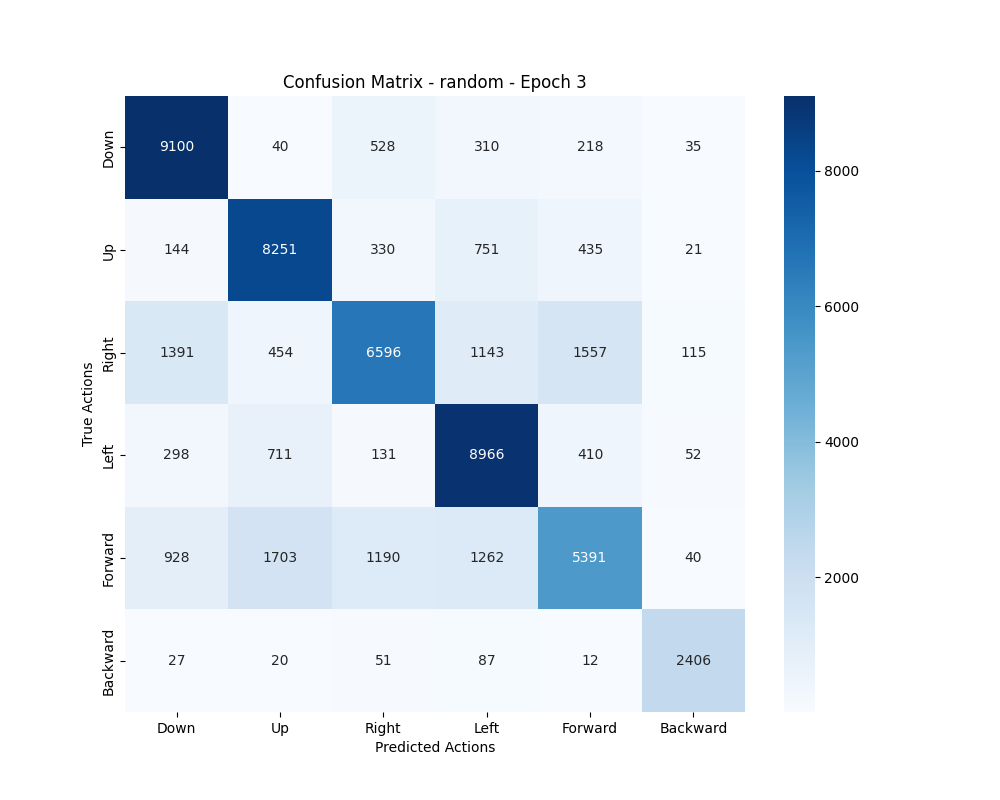 Confusion Matrix - random - Epoch 3
True Actions
Down 9100 40 528 310 218 35
Up 144 8251 330 751 435 21
Right 1391 454 6596 1143 1557 115
Left 298 711 131 8966 410 52
Forward 928 1703 1190 1262 5391 40
Backward 27 20 51 87 12 2406
Down Up Right Left Forward Backward
Predicted Actions
8000
6000
4000
2000